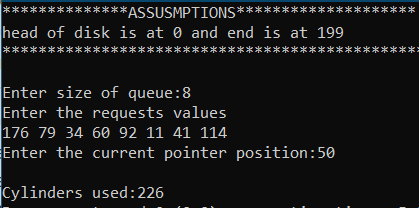 **************ASSUSMPTIONS********************
head of disk is at 0 and end is at 199
**********************************************
Enter size of queue:8
Enter the requests values
176 79 34 60 92 11 41 114
Enter the current pointer position:50
Cylinders used:226